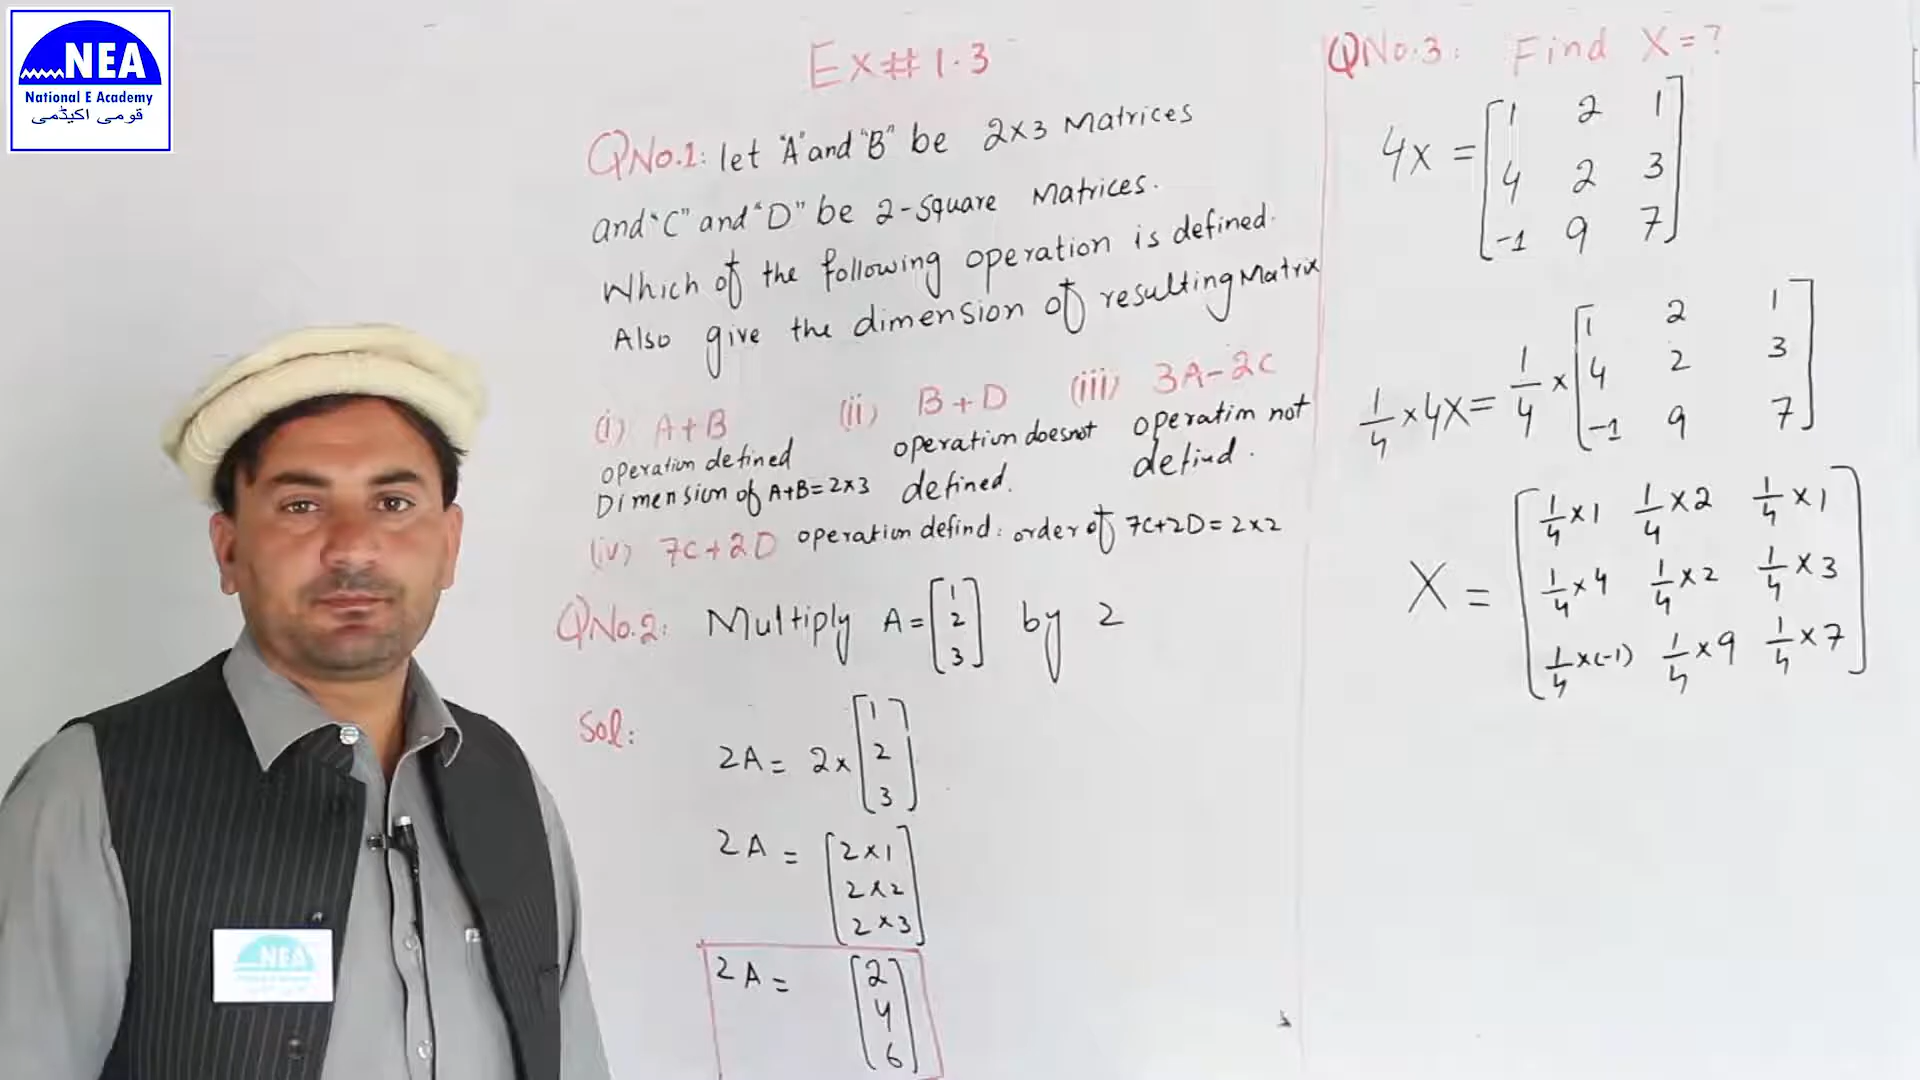 NEA
National E Academy
قومی اکیڈمی
Ex# 1.3
QNo.1: let "A" and "B" be 2x3 Matrices
and "C" and "D" be 2-square Matrices.
Which of the following operation is defined.
Also give the dimension of resulting Matrix
(i) A+B (ii) B+D (iii) 3A-2C
operation defined operation does not operation not
Dimension of A+B=2x3 defined. defind.
(iv) 7C+2D operation defind: order of 7C+2D=2x2
QNo.2: Multiply A=[1 2 3] by 2
Sol:
2A = 2x[1
2
3]
2A = [2x1
2x2
2x3]
2A = [2
4
6]
QNo.3: Find X=?
4X = [1 2 1
4 2 3
-1 9 7]
1/4 x 4X = 1/4 x [1 2 1
4 2 3
-1 9 7]
X = [1/4 x1 1/4 x2 1/4 x1
1/4 x4 1/4 x2 1/4 x3
1/4 x(-1) 1/4 x9 1/4 x7]
NEA